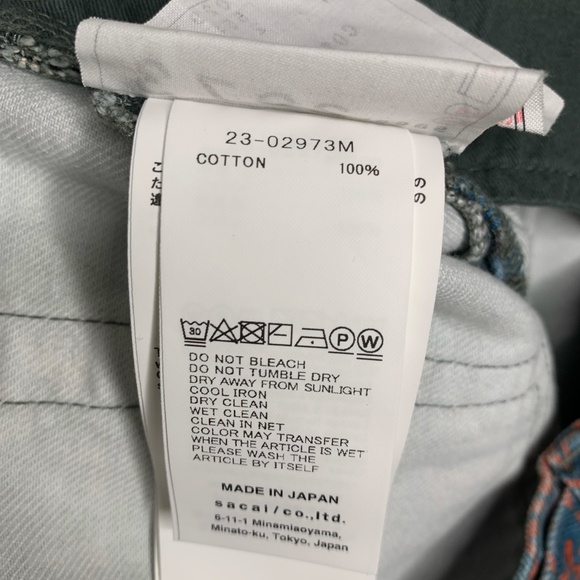 23-02973M
COTTON 100%
30
P W
DO NOT BLEACH
DO NOT TUMBLE DRY
DRY AWAY FROM SUNLIGHT
COOL IRON
DRY CLEAN
WET CLEAN
CLEAN IN NET
COLOR MAY TRANSFER
WHEN THE ARTICLE IS WET
PLEASE WASH THE
ARTICLE BY ITSELF
MADE IN JAPAN
sacai/co.,ltd.
6-11-1 Minamiaoyama,
Minato-ku, Tokyo, Japan